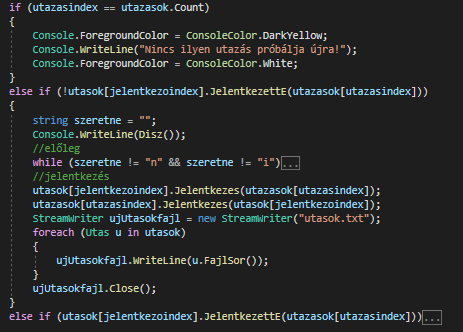 if (utazasindex == utazasok.Count)
{
Console.ForegroundColor = ConsoleColor.DarkYellow;
Console.WriteLine("Nincs ilyen utazás próbálja újra!");
Console.ForegroundColor = ConsoleColor.White;
}
else if (!utasok[jelentkezoindex].JelentkezettE(utazasok[utazasindex]))
{
string szeretne = "";
Console.WriteLine(Disz());
//előleg
while (szeretne != "n" && szeretne != "i")...
//jelentkezés
utasok[jelentkezoindex].Jelentkezes(utazasok[utazasindex]);
utazasok[utazasindex].Jelentkezes(utasok[jelentkezoindex]);
StreamWriter ujUtasokfajl = new StreamWriter("utasok.txt");
foreach (Utas u in utasok)
{
ujUtasokfajl.WriteLine(u.FajlSor());
}
ujUtasokfajl.Close();
}
else if (utasok[jelentkezoindex].JelentkezettE(utazasok[utazasindex]))...